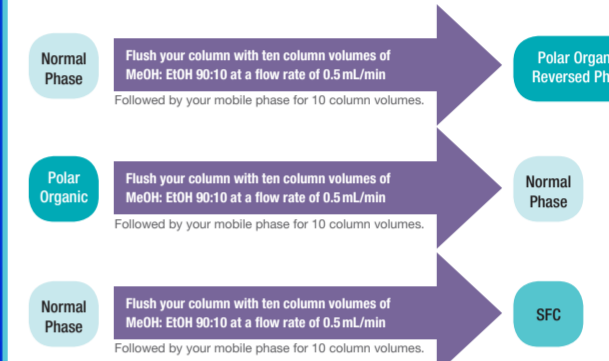 Normal
Phase
Flush your column with ten column volumes of
MeOH: EtOH 90:10 at a flow rate of 0.5 mL/min
Followed by your mobile phase for 10 column volumes.
Polar
Reversed
Polar
Organic
Flush your column with ten column volumes of
MeOH: EtOH 90:10 at a flow rate of 0.5 mL/min
Followed by your mobile phase for 10 column volumes.
Normal
Phase
Normal
Phase
Flush your column with ten column volumes of
MeOH: EtOH 90:10 at a flow rate of 0.5 mL/min
Followed by your mobile phase for 10 column volumes.
SFC